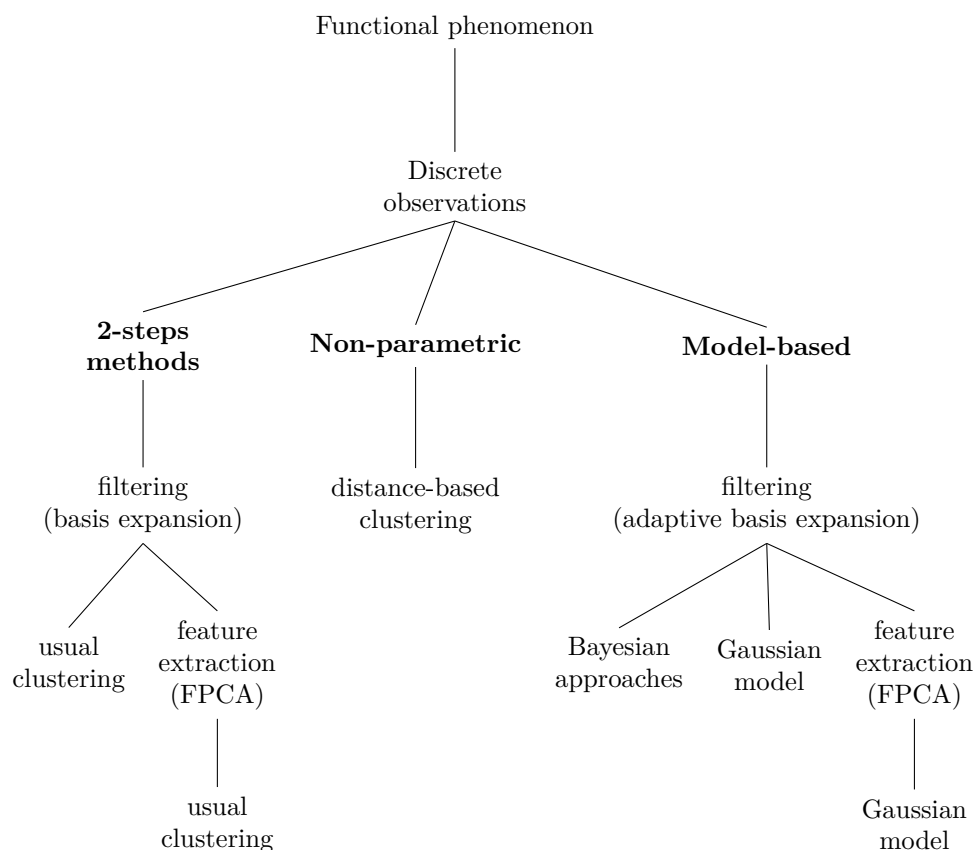 Functional phenomenon
Discrete
observations
2-steps
methods
Non-parametric
Model-based
filtering
(basis expansion)
distance-based
clustering
filtering
(adaptive basis expansion)
usual
clustering
feature
extraction
(FPCA)
Bayesian
approaches
Gaussian
model
feature
extraction
(FPCA)
usual
clustering
Gaussian
model